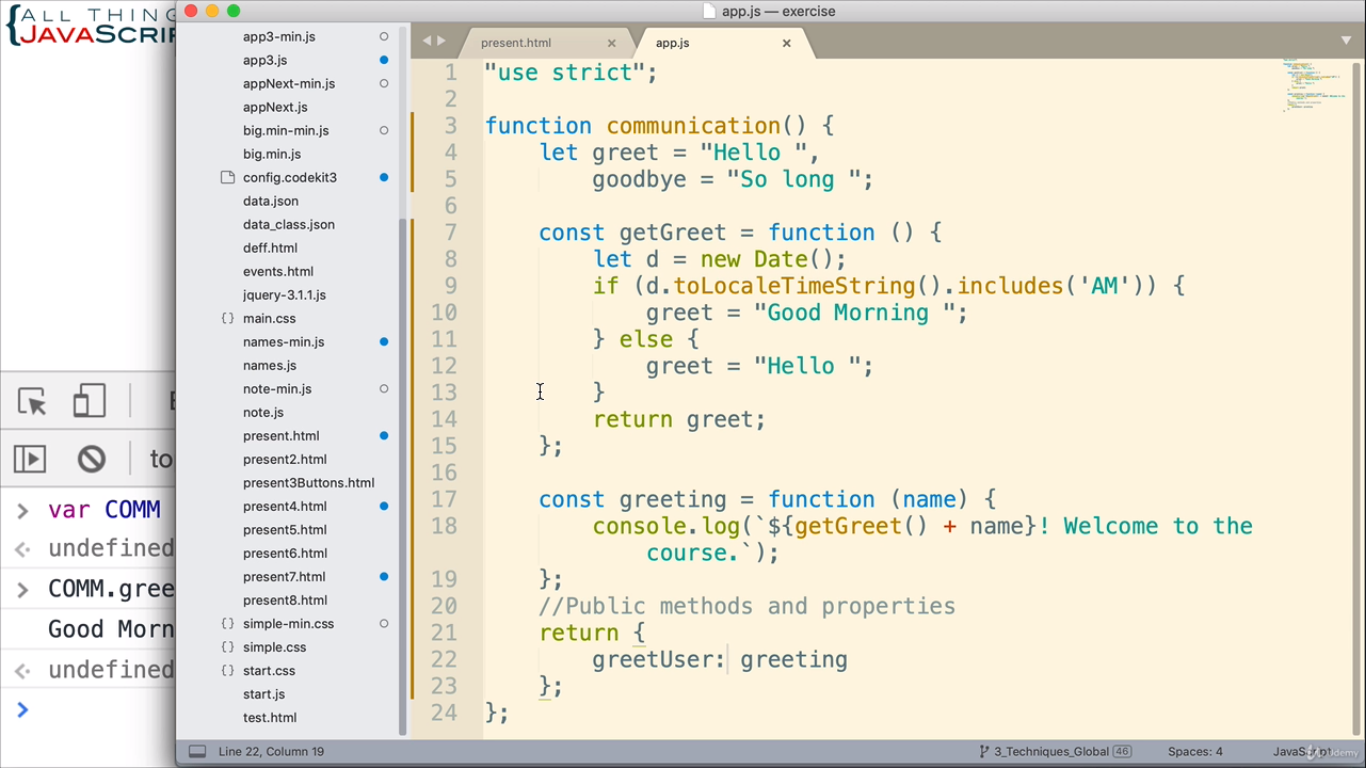 {ALL THING
JAVASCRIP
app.js — exercise
app3-min.js
app3.js
appNext-min.js
appNext.js
big.min-min.js
big.min.js
config.codekit3
data.json
data_class.json
deff.html
events.html
jquery-3.1.1.js
{} main.css
names-min.js
names.js
note-min.js
note.js
present.html
present2.html
present3Buttons.html
present4.html
present5.html
present6.html
present7.html
present8.html
{} simple-min.css
{} simple.css
{} start.css
start.js
test.html
present.html ×
app.js ×
1 "use strict";
2
3 function communication() {
4 let greet = "Hello ",
5 goodbye = "So long ";
6
7 const getGreet = function () {
8 let d = new Date();
9 if (d.toLocaleTimeString().includes('AM')) {
10 greet = "Good Morning ";
11 } else {
12 greet = "Hello ";
13 }
14 return greet;
15 };
16
17 const greeting = function (name) {
18 console.log(`${getGreet() + name}! Welcome to the
course.`);
19 };
20 //Public methods and properties
21 return {
22 greetUser: greeting
23 };
24 };
to
> var COMM
undefined
> COMM.gree
Good Morn
undefined
>
Line 22, Column 19
3_Techniques_Global 46
Spaces: 4
JavaScript
Udemy